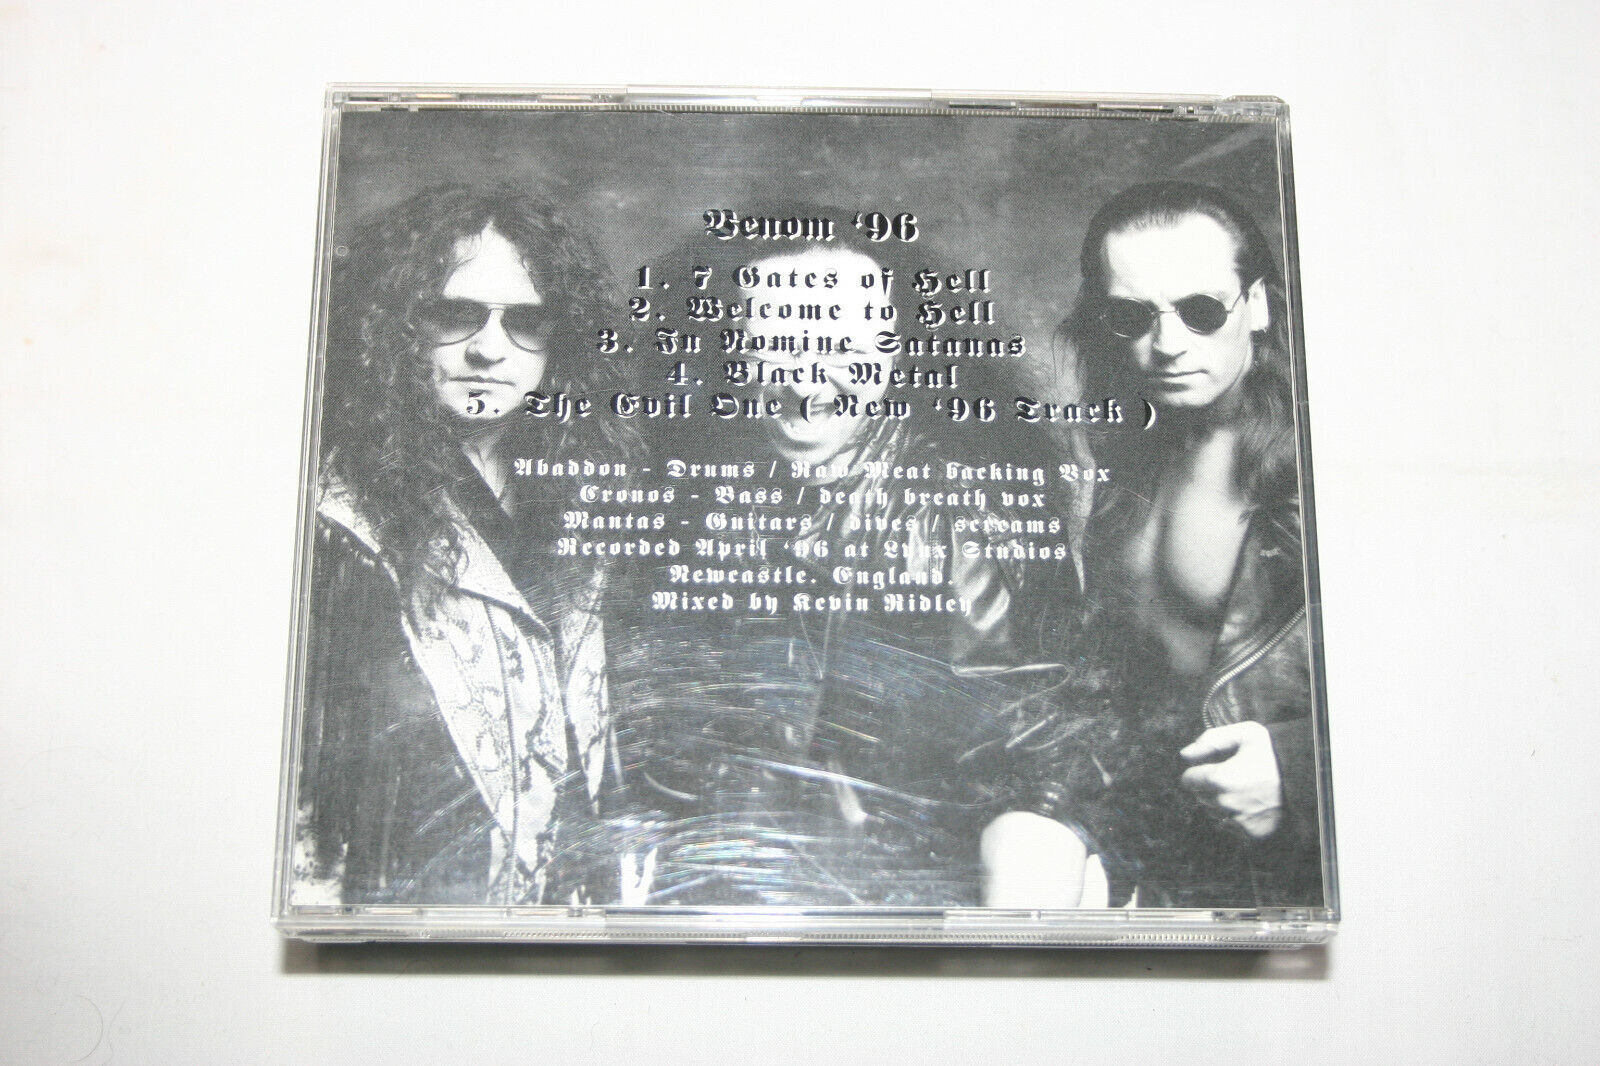 Venom '96
1. 7 Gates of Hell
2. Welcome to Hell
3. In Nomine Satanas
4. Black Metal
5. The Evil One ( New '96 Track )
Abaddon - Drums / Raw Meat backing Vox
Cronos - Bass / death breath vox
Mantas - Guitars / dives / screams
Recorded April '96 at Lynx Studios
Newcastle. England.
Mixed by Kevin Ridley